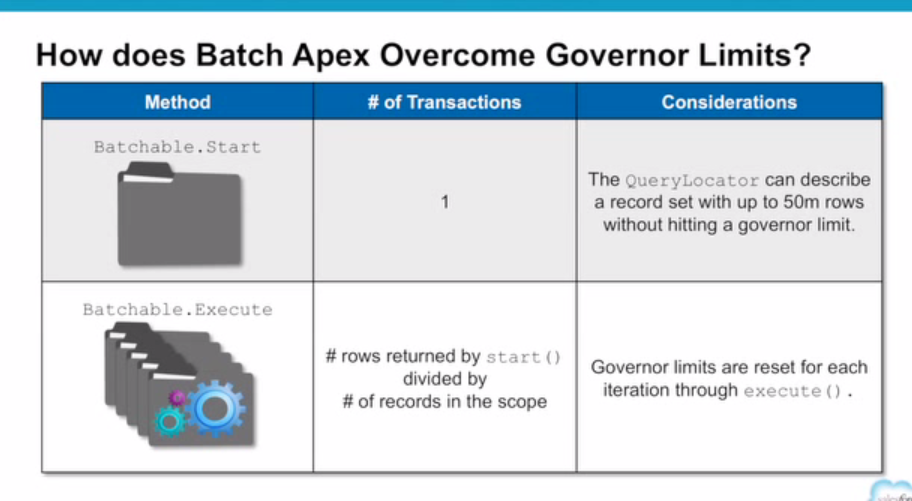 How does Batch Apex Overcome Governor Limits?
Method
# of Transactions
Considerations
Batchable.Start
1
The QueryLocator can describe
a record set with up to 50m rows
without hitting a governor limit.
Batchable.Execute
# rows returned by start()
divided by
# of records in the scope
Governor limits are reset for each
iteration through execute().